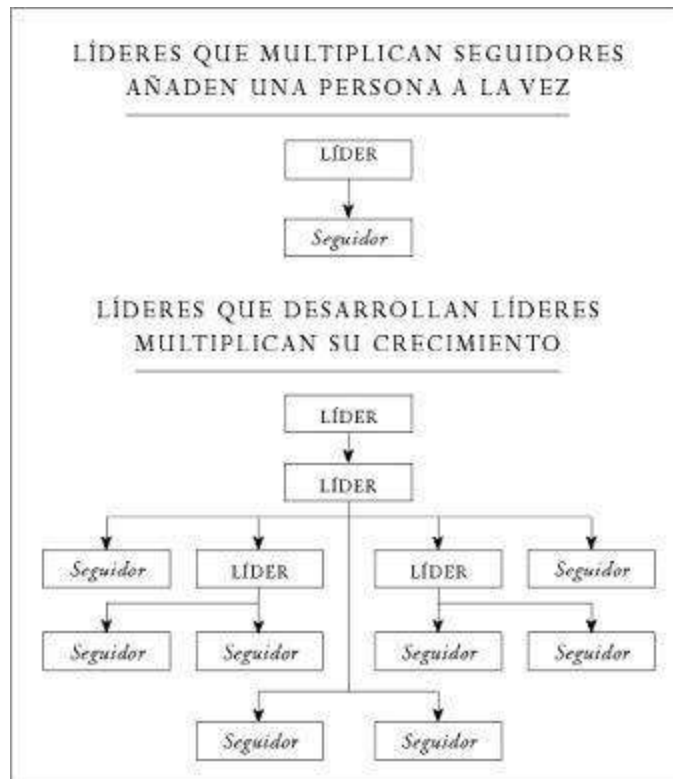 LÍDERES QUE MULTIPLICAN SEGUIDORES
AÑADEN UNA PERSONA A LA VEZ
LÍDER
Seguidor
LÍDERES QUE DESARROLLAN LÍDERES
MULTIPLICAN SU CRECIMIENTO
LÍDER
LÍDER
Seguidor LÍDER LÍDER Seguidor
Seguidor Seguidor Seguidor Seguidor
Seguidor Seguidor